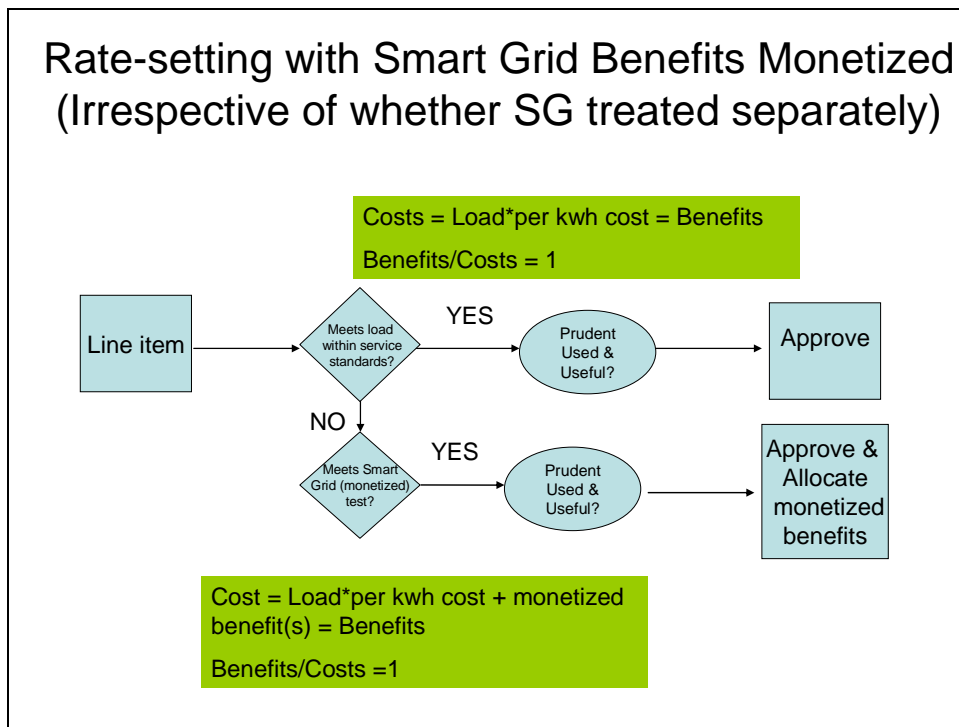 Rate-setting with Smart Grid Benefits Monetized
(Irrespective of whether SG treated separately)
Costs = Load*per kwh cost = Benefits
Benefits/Costs = 1
Line item
Meets load
within service
standards?
YES
Prudent
Used &
Useful?
Approve
NO
Meets Smart
Grid (monetized)
test?
YES
Prudent
Used &
Useful?
Approve &
Allocate
monetized
benefits
Cost = Load*per kwh cost + monetized
benefit(s) = Benefits
Benefits/Costs =1